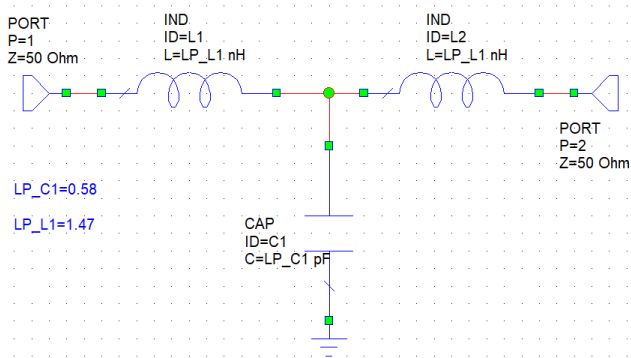 PORT
P=1
Z=50 Ohm
IND
ID=L1
L=LP_L1 nH
IND
ID=L2
L=LP_L1 nH
PORT
P=2
Z=50 Ohm
LP_C1=0.58
LP_L1=1.47
CAP
ID=C1
C=LP_C1 pF